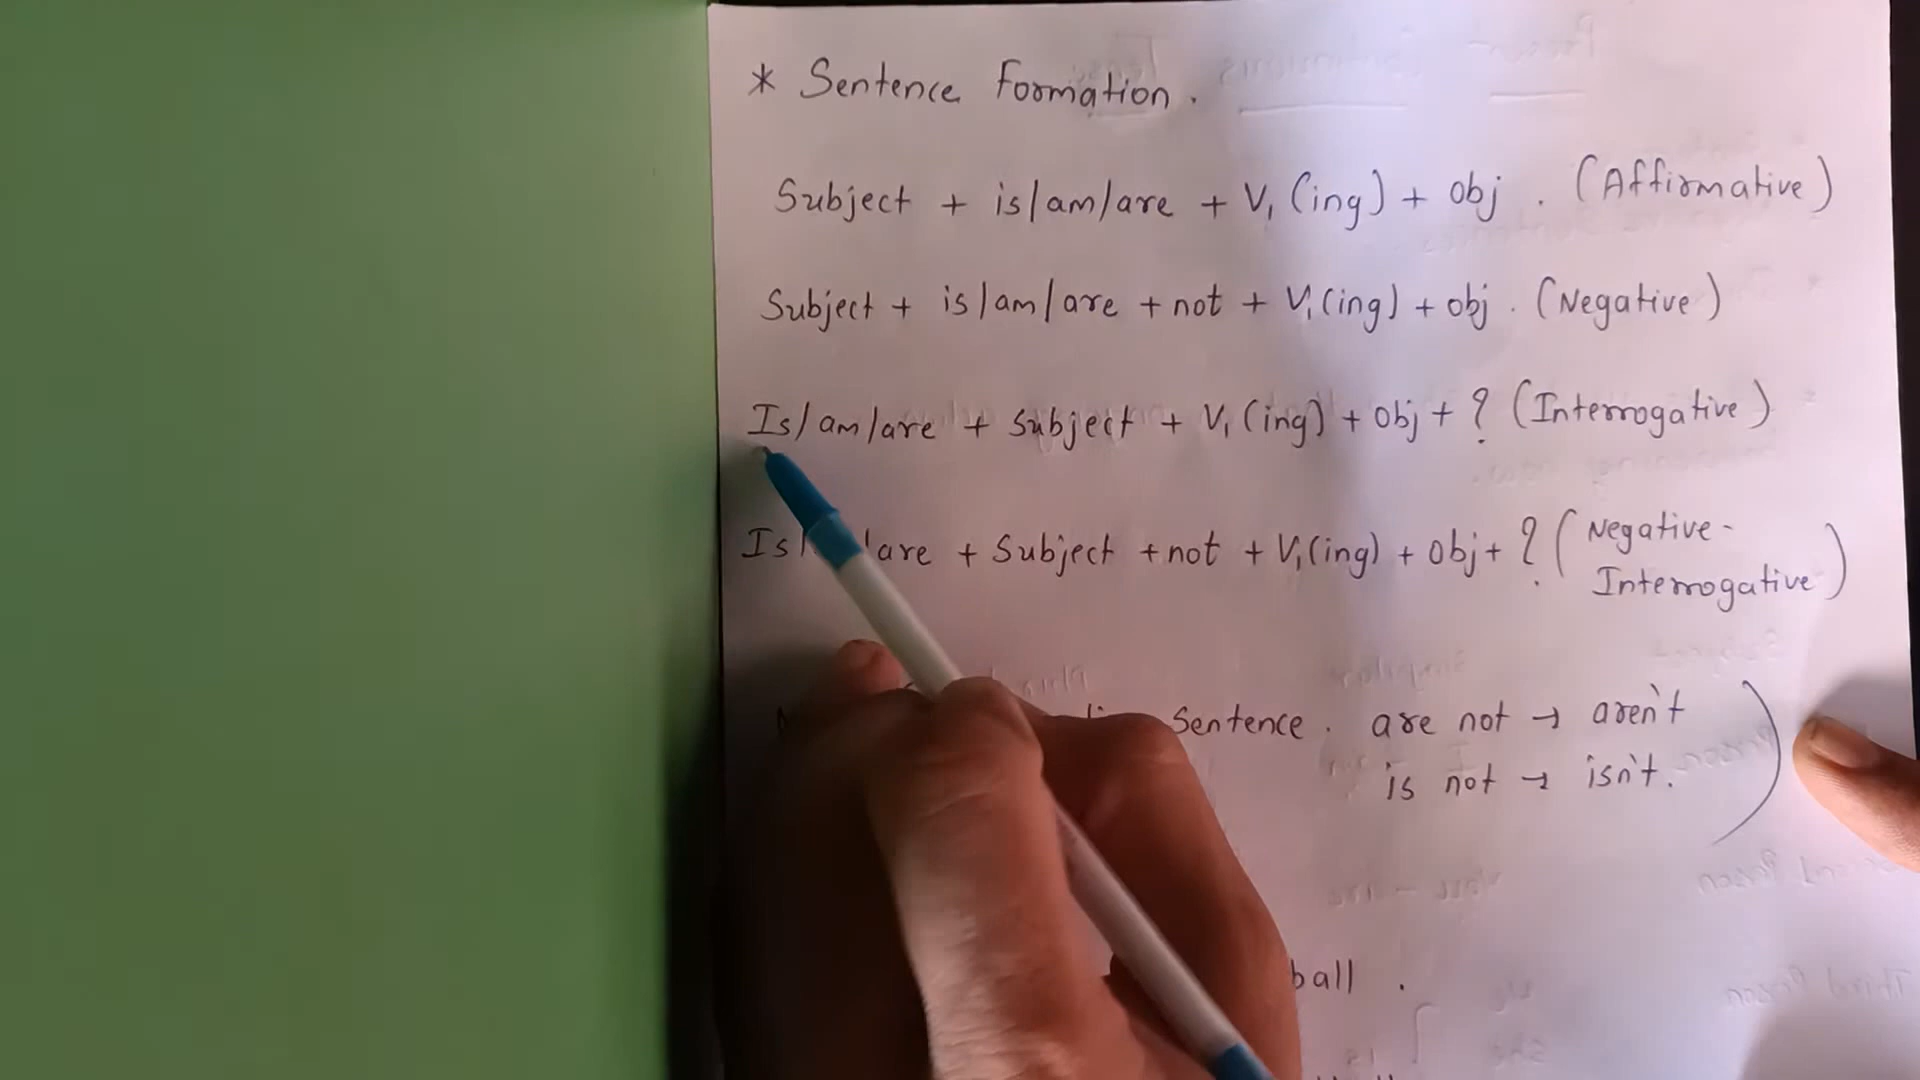 * Sentence Formation.
Subject + is/am/are + V₁ (ing) + obj . (Affirmative)
Subject + is/am/are + not + V₁(ing) + obj . (Negative)
Is/am/are + Subject + V₁ (ing) + obj + ? (Interrogative)
Is/ are + Subject + not + V₁(ing) + obj + ? (Negative-
Interrogative)
Sentence . are not → aren't
is not → isn't.
ball .